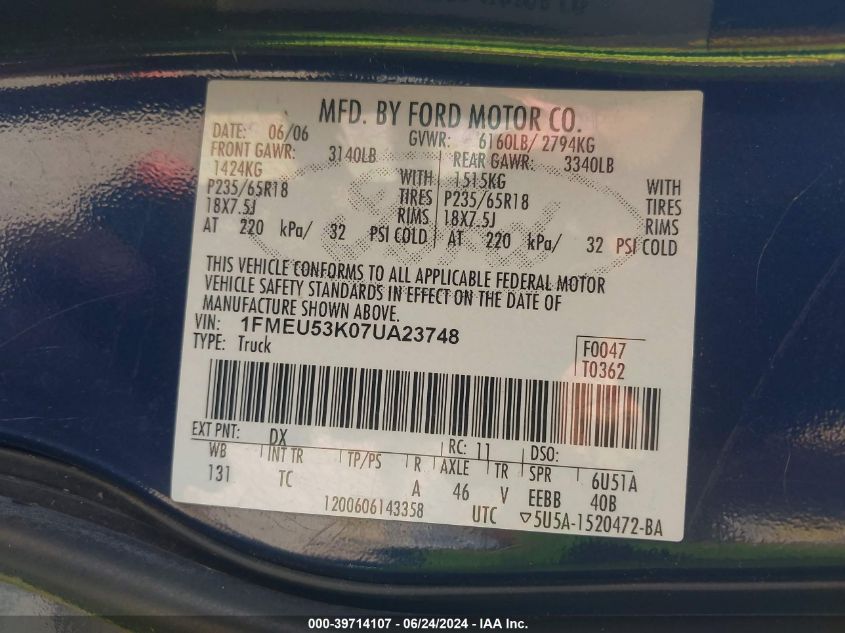 MFD. BY FORD MOTOR CO.
DATE: 06/06 GVWR: 6160LB/ 2794KG
FRONT GAWR: 3140LB REAR GAWR: 3340LB
1424KG WITH 1515KG WITH
P235/65R18 TIRES P235/65R18 TIRES
18X7.5J RIMS 18X7.5J RIMS
AT 220 kPa/ 32 PSI COLD AT 220 kPa/ 32 PSI COLD
THIS VEHICLE CONFORMS TO ALL APPLICABLE FEDERAL MOTOR
VEHICLE SAFETY STANDARDS IN EFFECT ON THE DATE OF
MANUFACTURE SHOWN ABOVE.
VIN: 1FMEU53K07UA23748
TYPE: Truck
F0047
T0362
EXT PNT: DX RC: 11 DSO:
WB INT TR TP/PS R AXLE TR SPR 6U51A
131 TC A 46 V EEBB 40B
1200606143358 UTC ▽5U5A-1520472-BA
000-39714107 - 06/24/2024 - IAA Inc.